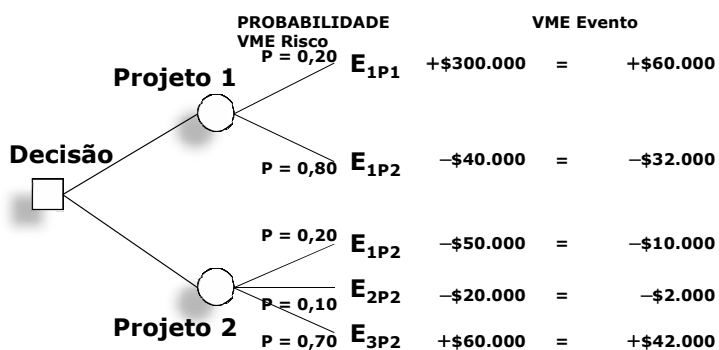 PROBABILIDADE VME Evento
VME Risco
P = 0,20 E1P1 +$300.000 = +$60.000
Projeto 1
Decisão
P = 0,80 E1P2 −$40.000 = −$32.000
P = 0,20 E1P2 −$50.000 = −$10.000
P = 0,10 E2P2 −$20.000 = −$2.000
Projeto 2
P = 0,70 E3P2 +$60.000 = +$42.000